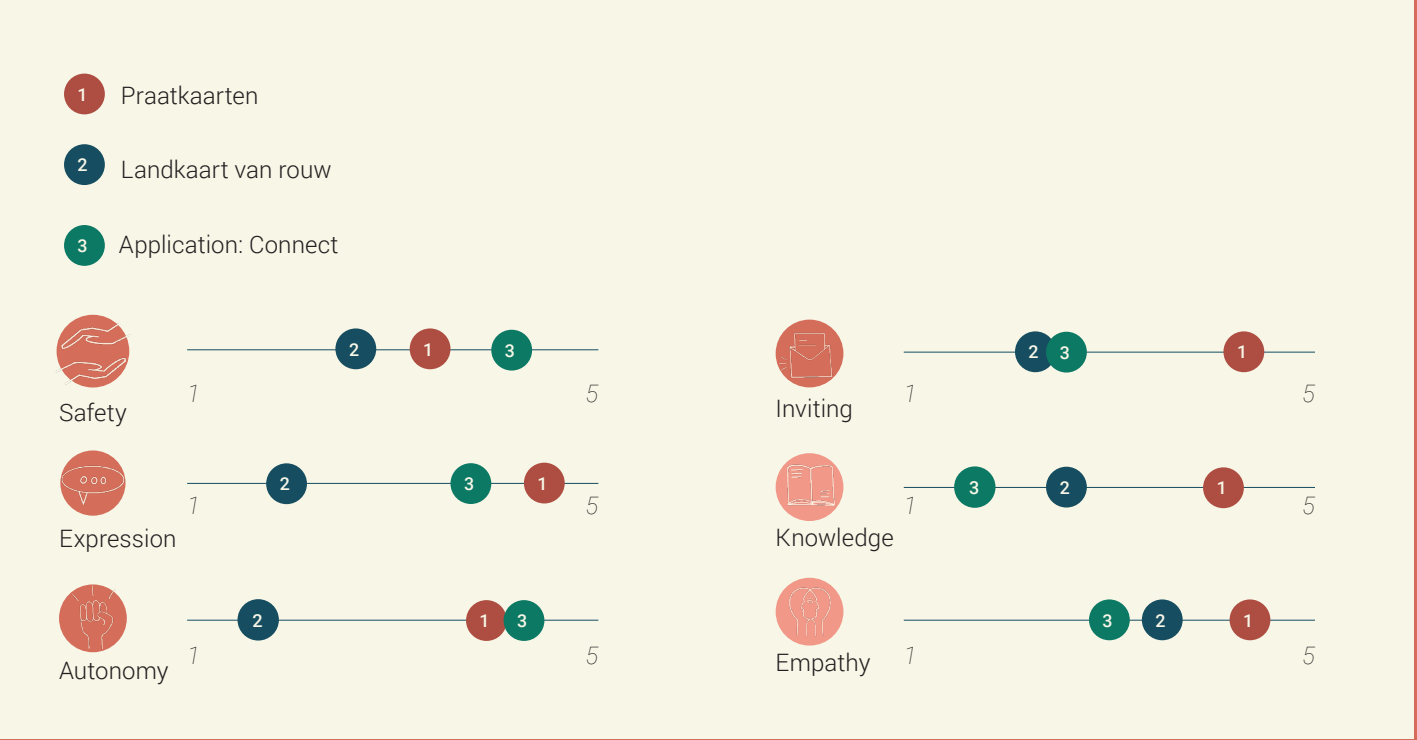 1 Praatkaarten
2 Landkaart van rouw
3 Application: Connect
2 1 3
1 5
Safety
2 3 1
1 5
Expression
2 1 3
1 5
Autonomy
2 3 1
1 5
Inviting
3 2 1
1 5
Knowledge
3 2 1
1 5
Empathy